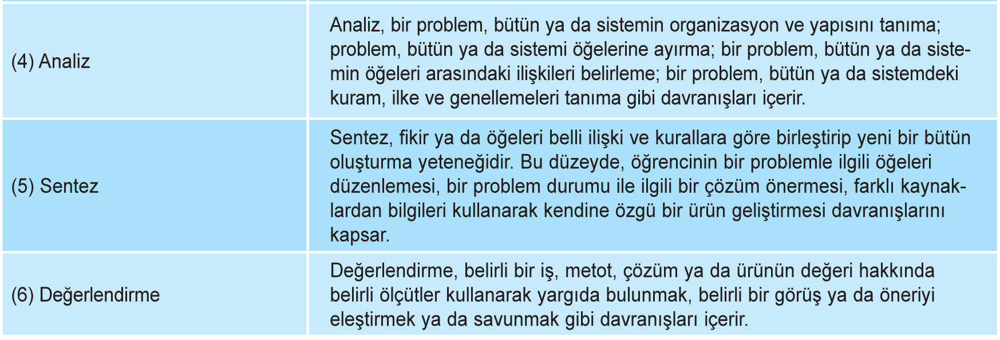 (4) Analiz
Analiz, bir problem, bütün ya da sistemin organizasyon ve yapısını tanıma;
problem, bütün ya da sistemi öğelerine ayırma; bir problem, bütün ya da siste-
min öğeleri arasındaki ilişkileri belirleme; bir problem, bütün ya da sistemdeki
kuram, ilke ve genellemeleri tanıma gibi davranışları içerir.
(5) Sentez
Sentez, fikir ya da öğeleri belli ilişki ve kurallara göre birleştirip yeni bir bütün
oluşturma yeteneğidir. Bu düzeyde, öğrencinin bir problemle ilgili öğeleri
düzenlemesi, bir problem durumu ile ilgili bir çözüm önermesi, farklı kaynak-
lardan bilgileri kullanarak kendine özgü bir ürün geliştirmesi davranışlarını
kapsar.
(6) Değerlendirme
Değerlendirme, belirli bir iş, metot, çözüm ya da ürünün değeri hakkında
belirli ölçütler kullanarak yargıda bulunmak, belirli bir görüş ya da öneriyi
eleştirmek ya da savunmak gibi davranışları içerir.